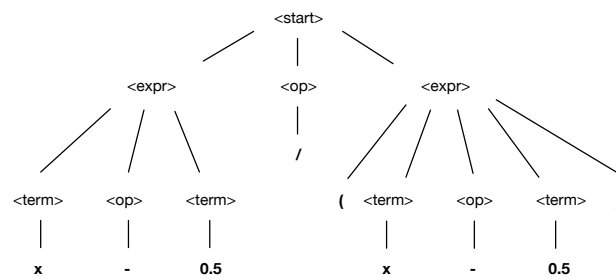 <start>
<expr> <op> <expr>
/
<term> <op> <term> ( <term> <op> <term>
x - 0.5 x - 0.5